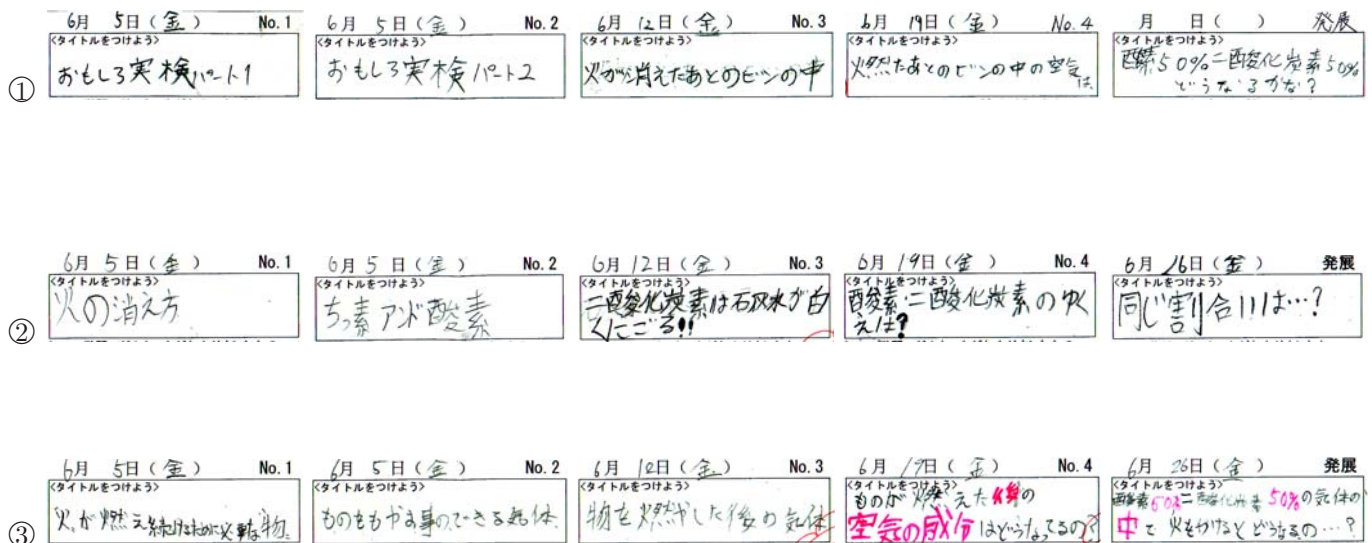 6月 5日(金) No.1
<タイトルをつけよう>
おもしろ実検パート1
6月 5日(金) No.2
<タイトルをつけよう>
おもしろ実検パート2
6月 12日(金) No.3
<タイトルをつけよう>
火が消えたあとのビンの中
6月 19日(金) No.4
<タイトルをつけよう>
火燃たあとのビンの中の空気
は、
月 日( ) 発展
<タイトルをつけよう>
酸素50%二酸化炭素50%
どうなるかな?
①
6月 5日(金) No.1
<タイトルをつけよう>
火の消え方
6月 5日(金) No.2
<タイトルをつけよう>
ちっ素アンド酸素
6月 12日(金) No.3
<タイトルをつけよう>
二酸化炭素は石灰水が白
くにごる!!
6月 19日(金) No.4
<タイトルをつけよう>
酸素・二酸化炭素のゆく
えは?
6月 26日(金) 発展
<タイトルをつけよう>
同じ割合!!は…?
②
6月 5日(金) No.1
<タイトルをつけよう>
火が燃え続けるために必要な物
6月 5日(金) No.2
<タイトルをつけよう>
ものをもやす事のできる気体
6月 12日(金) No.3
<タイトルをつけよう>
物を燃やした後の気体
6月 19日(金) No.4
<タイトルをつけよう>
ものが燃えた後の
空気の成分はどうなってるの?
6月 26日(金) 発展
<タイトルをつけよう>
酸素50%二酸化炭素50%の気体の
中で火をつけるとどうなるの…?
③